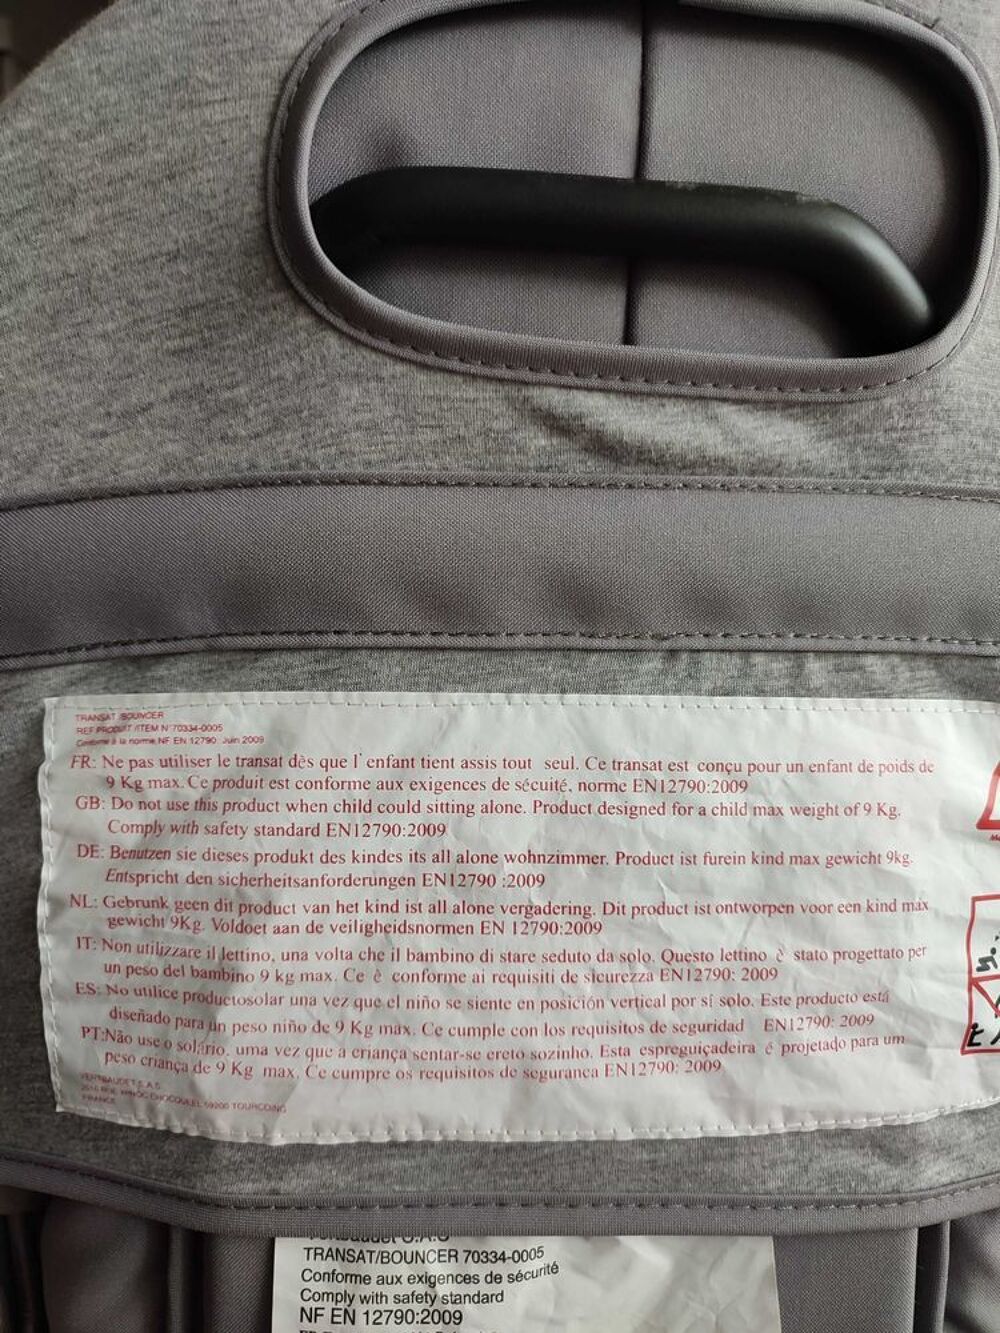 TRANSAT /BOUNCER
REF PRODUIT /ITEM N°70334-0005
Conforme à la norme NF EN 12790: Juin 2009
FR: Ne pas utiliser le transat dès que l' enfant tient assis tout seul. Ce transat est conçu pour un enfant de poids de
9 Kg max. Ce produit est conforme aux exigences de sécuité, norme EN12790:2009
GB: Do not use this product when child could sitting alone. Product designed for a child max weight of 9 Kg.
Comply with safety standard EN12790:2009
DE: Benutzen sie dieses produkt des kindes its all alone wohnzimmer. Product ist furein kind max gewicht 9kg.
Entspricht den sicherheitsanforderungen EN12790 :2009
NL: Gebrunk geen dit product van het kind ist all alone vergadering. Dit product ist ontworpen voor een kind max
gewicht 9Kg. Voldoet aan de veiligheidsnormen EN 12790:2009
IT: Non utilizzare il lettino, una volta che il bambino di stare seduto da solo. Questo lettino è stato progettato per
un peso del bambino 9 kg max. Ce è conforme ai requisiti de sicurezza EN12790: 2009
ES: No utilice productosolar una vez que el niño se siente en posición vertical por sí solo. Este producto está
diseñado para un peso niño de 9 Kg max. Ce cumple con los requisitos de seguridad EN12790: 2009
PT:Não use o solário, uma vez que a criança sentar-se ereto sozinho. Esta espreguiçadeira é projetado para um
peso criança de 9 Kg max. Ce cumpre os requisitos de seguranca EN12790: 2009
VERTBAUDET S.A.S
59200 TOURCOING
FRANCE
TRANSAT/BOUNCER 70334-0005
Conforme aux exigences de sécurité
Comply with safety standard
NF EN 12790:2009